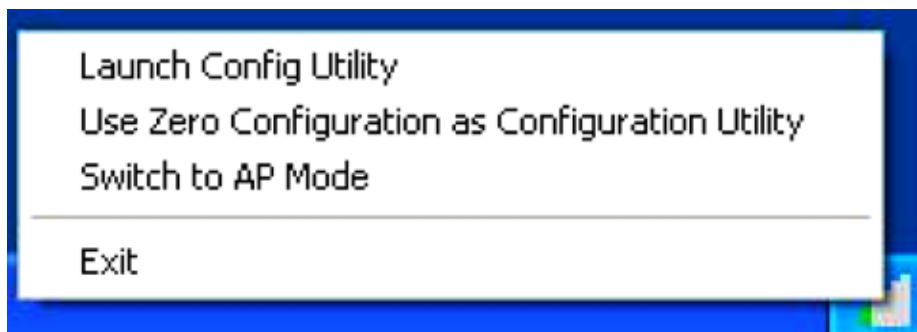 Launch Config Utility
Use Zero Configuration as Configuration Utility
Switch to AP Mode
Exit